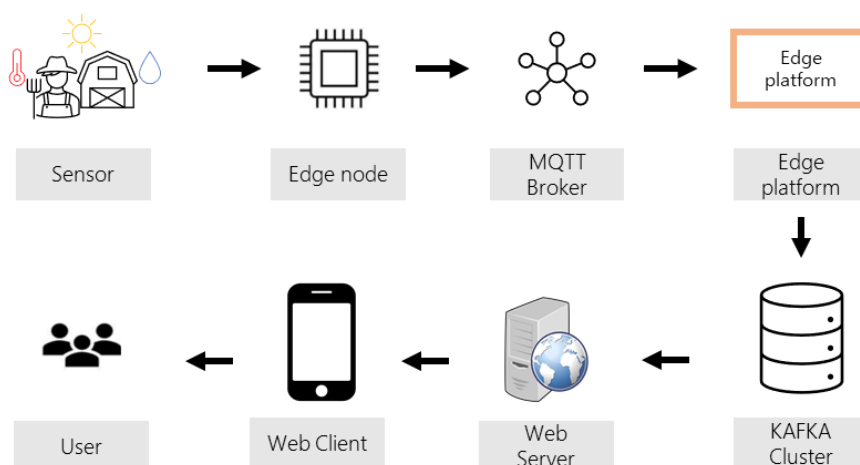 Edge
platform
Sensor
Edge node
MQTT
Broker
Edge
platform
User
Web Client
Web
Server
KAFKA
Cluster